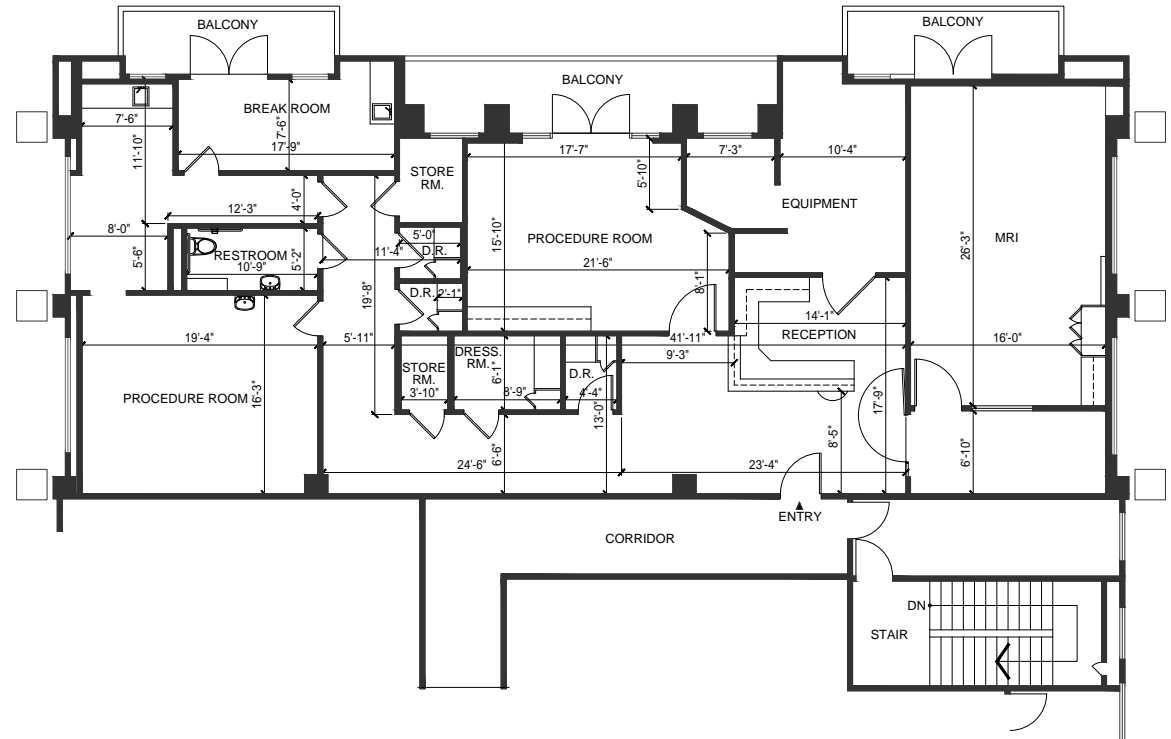 BALCONY
BALCONY
BALCONY
BREAK ROOM
7'-6"
7'-6"
17'-9"
11'-10"
STORE
RM.
17'-7"
7'-3"
10'-4"
5'-10"
EQUIPMENT
4'-0"
12'-3"
8'-0"
5'-6"
RESTROOM
10'-9"
5'-2"
11'-4"
5'-0"
D.R.
15'-10"
PROCEDURE ROOM
21'-6"
8'-1"
MRI
26'-3"
D.R.
2'-1"
19'-8"
14'-1"
RECEPTION
19'-4"
5'-11"
41'-11"
16'-0"
9'-3"
STORE
RM.
3'-10"
DRESS.
RM.
6'-1"
8'-9"
D.R.
4'-4"
13'-0"
PROCEDURE ROOM
16'-3"
17'-9"
8'-5"
6'-6"
6'-10"
24'-6"
23'-4"
ENTRY
CORRIDOR
DN
STAIR